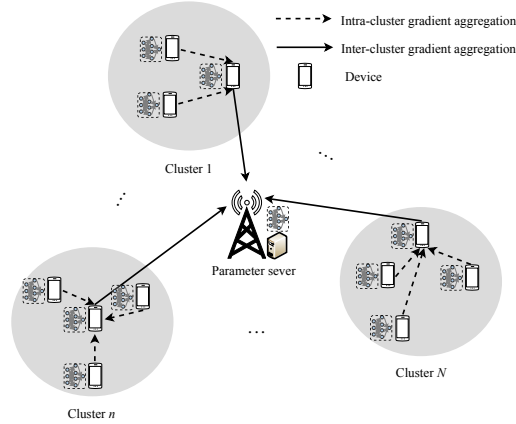 Intra-cluster gradient aggregation
Inter-cluster gradient aggregation
Device
Cluster 1
...
...
Parameter sever
...
Cluster n
Cluster N